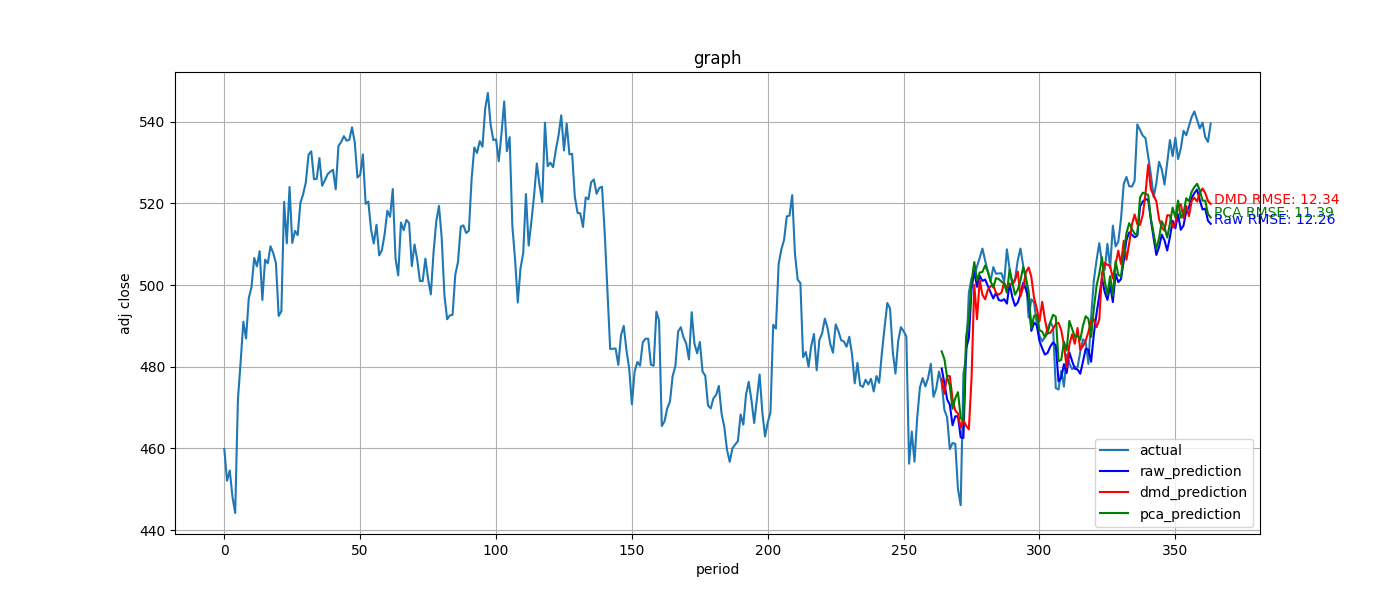 graph
adj close
540
520
500
480
460
440
0
50
100
150
200
250
300
350
period
DMD RMSE: 12.34
PCA RMSE: 11.39
Raw RMSE: 12.26
actual
raw_prediction
dmd_prediction
pca_prediction